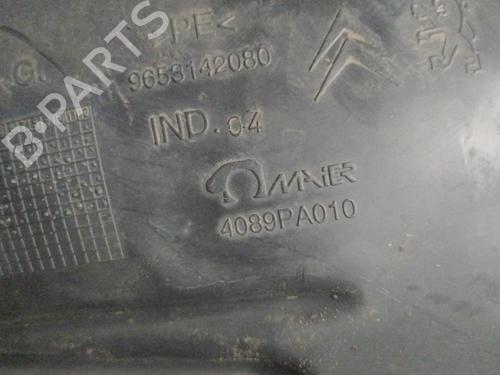 PE<
G.
9658142080
IND. 04
MAIER
4089PA010
B-PARTS